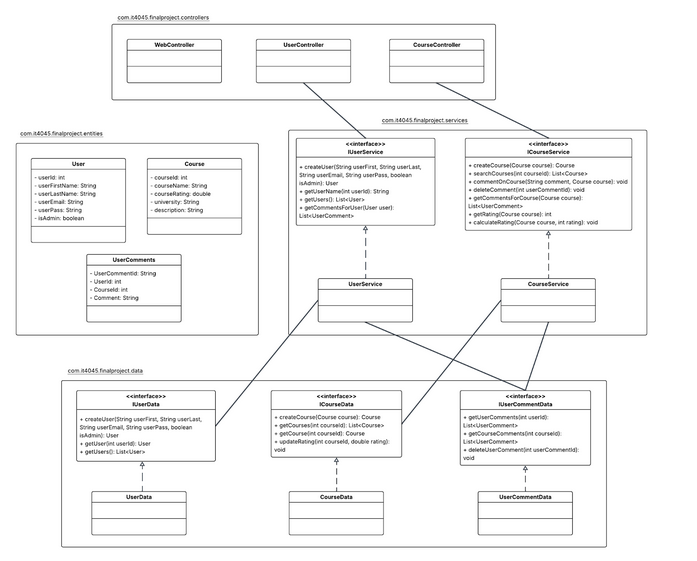 com.it4045.finalproject.controllers
WebController
UserController
CourseController
com.it4045.finalproject.services
<<interface>>
IUserService
+ createUser(String userFirst, String userLast,
String userEmail, String userPass, boolean
isAdmin): User
+ getUserName(int userId): String
+ getUsers(): List<User>
+ getCommentsForUser(User user):
List<UserComment>
<<interface>>
ICourseService
+ createCourse(Course course): Course
+ searchCourses(int courseId): List<Course>
+ commentOnCourse(String comment, Course course): void
+ deleteComment(int userCommentId): void
+ getCommentsForCourse(Course course):
List<UserComment>
+ getRating(Course course): int
+ calculateRating(Course course, int rating): void
UserService
CourseService
com.it4045.finalproject.entities
User
- userId: int
- userFirstName: String
- userLastName: String
- userEmail: String
- userPass: String
- isAdmin: boolean
Course
- courseId: int
- courseName: String
- courseRating: double
- university: String
- description: String
UserComments
- UserCommentId: String
- UserId: int
- CourseId: int
- Comment: String
com.it4045.finalproject.data
<<interface>>
IUserData
+ createUser(String userFirst, String userLast,
String userEmail, String userPass, boolean
isAdmin): User
+ getUser(int userId): User
+ getUsers(): List<User>
<<interface>>
ICourseData
+ createCourse(Course course): Course
+ getCourses(int courseId): List<Course>
+ getCourse(int courseId): Course
+ updateRating(int courseId, double rating):
void
<<interface>>
IUserCommentData
+ getUserComments(int userId):
List<UserComment>
+ getCourseComments(int courseId):
List<UserComment>
+ deleteUserComment(int userCommentId):
void
UserData
CourseData
UserCommentData